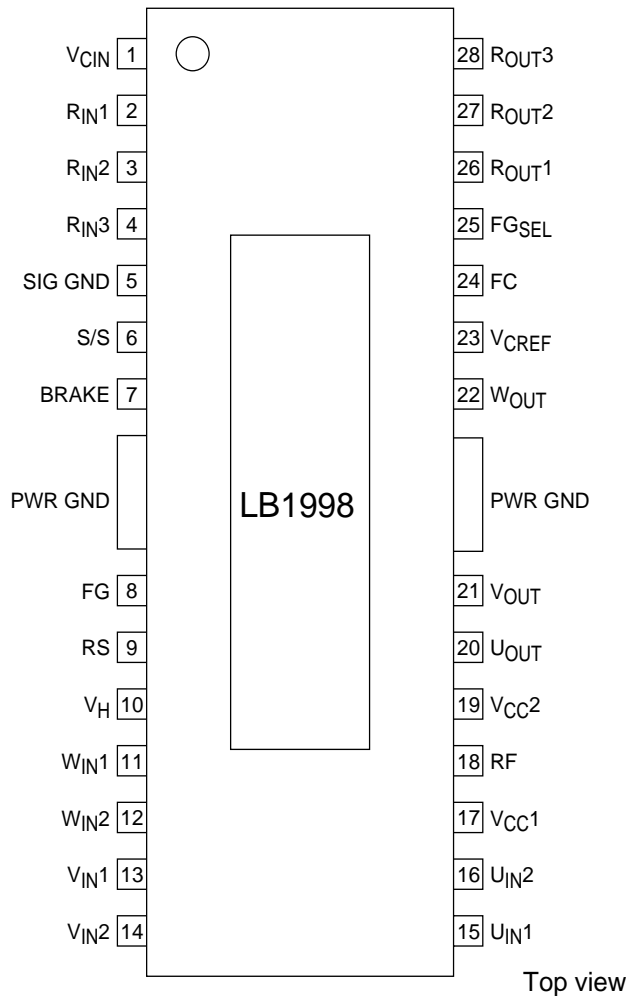 VCIN 1 28 ROUT3
RIN1 2 27 ROUT2
RIN2 3 26 ROUT1
RIN3 4 25 FGSEL
SIG GND 5 24 FC
S/S 6 23 VCREF
BRAKE 7 22 WOUT
PWR GND LB1998 PWR GND
FG 8 21 VOUT
RS 9 20 UOUT
VH 10 19 VCC2
WIN1 11 18 RF
WIN2 12 17 VCC1
VIN1 13 16 UIN2
VIN2 14 15 UIN1
Top view